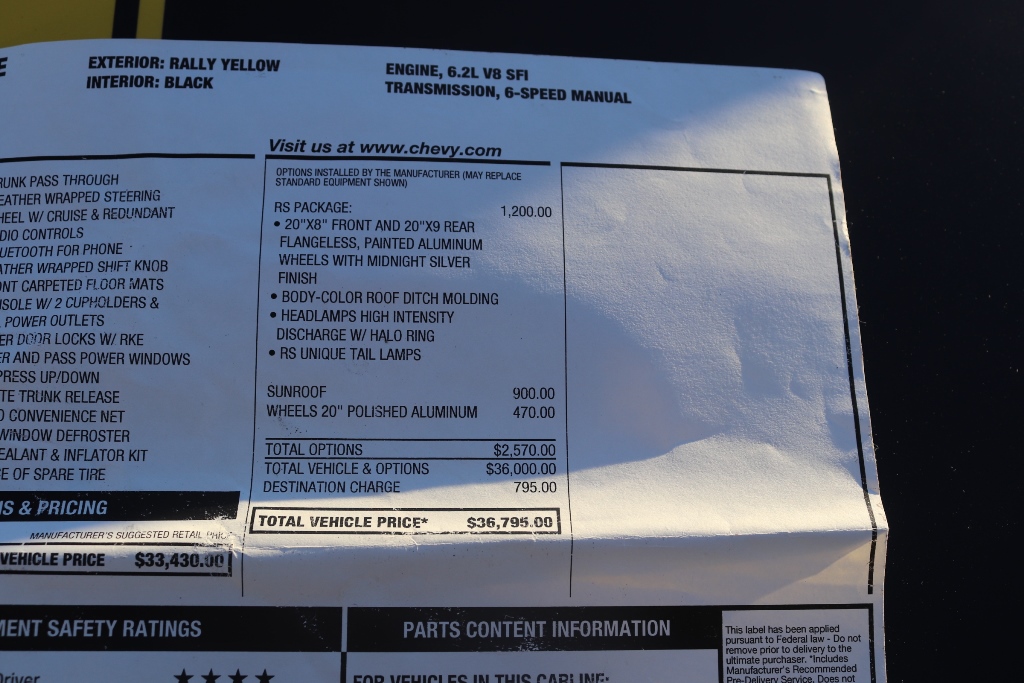 EXTERIOR: RALLY YELLOW
INTERIOR: BLACK
ENGINE, 6.2L V8 SFI
TRANSMISSION, 6-SPEED MANUAL
RUNK PASS THROUGH
EATHER WRAPPED STEERING
HEEL W/ CRUISE & REDUNDANT
DIO CONTROLS
UETOOTH FOR PHONE
ATHER WRAPPED SHIFT KNOB
ONT CARPETED FLOOR MATS
SOLE W/ 2 CUPHOLDERS &
POWER OUTLETS
ER DOOR LOCKS W/ RKE
ER AND PASS POWER WINDOWS
PRESS UP/DOWN
TE TRUNK RELEASE
O CONVENIENCE NET
WINDOW DEFROSTER
EALANT & INFLATOR KIT
CE OF SPARE TIRE
NS & PRICING
MANUFACTURER'S SUGGESTED RETAIL PRIC
VEHICLE PRICE $33,430.00
Visit us at www.chevy.com
OPTIONS INSTALLED BY THE MANUFACTURER (MAY REPLACE
STANDARD EQUIPMENT SHOWN)
RS PACKAGE: 1,200.00
• 20"X8" FRONT AND 20"X9 REAR
FLANGELESS, PAINTED ALUMINUM
WHEELS WITH MIDNIGHT SILVER
FINISH
• BODY-COLOR ROOF DITCH MOLDING
• HEADLAMPS HIGH INTENSITY
DISCHARGE W/ HALO RING
• RS UNIQUE TAIL LAMPS
SUNROOF 900.00
WHEELS 20" POLISHED ALUMINUM 470.00
TOTAL OPTIONS $2,570.00
TOTAL VEHICLE & OPTIONS $36,000.00
DESTINATION CHARGE 795.00
TOTAL VEHICLE PRICE* $36,795.00
MENT SAFETY RATINGS
Driver ★★★★
PARTS CONTENT INFORMATION
FOR VEHICLES IN THIS CARLINE:
This label has been applied
pursuant to Federal law - Do not
remove prior to delivery to the
ultimate purchaser. *Includes
Manufacturer's Recommended
Pre-Delivery Service. Does not